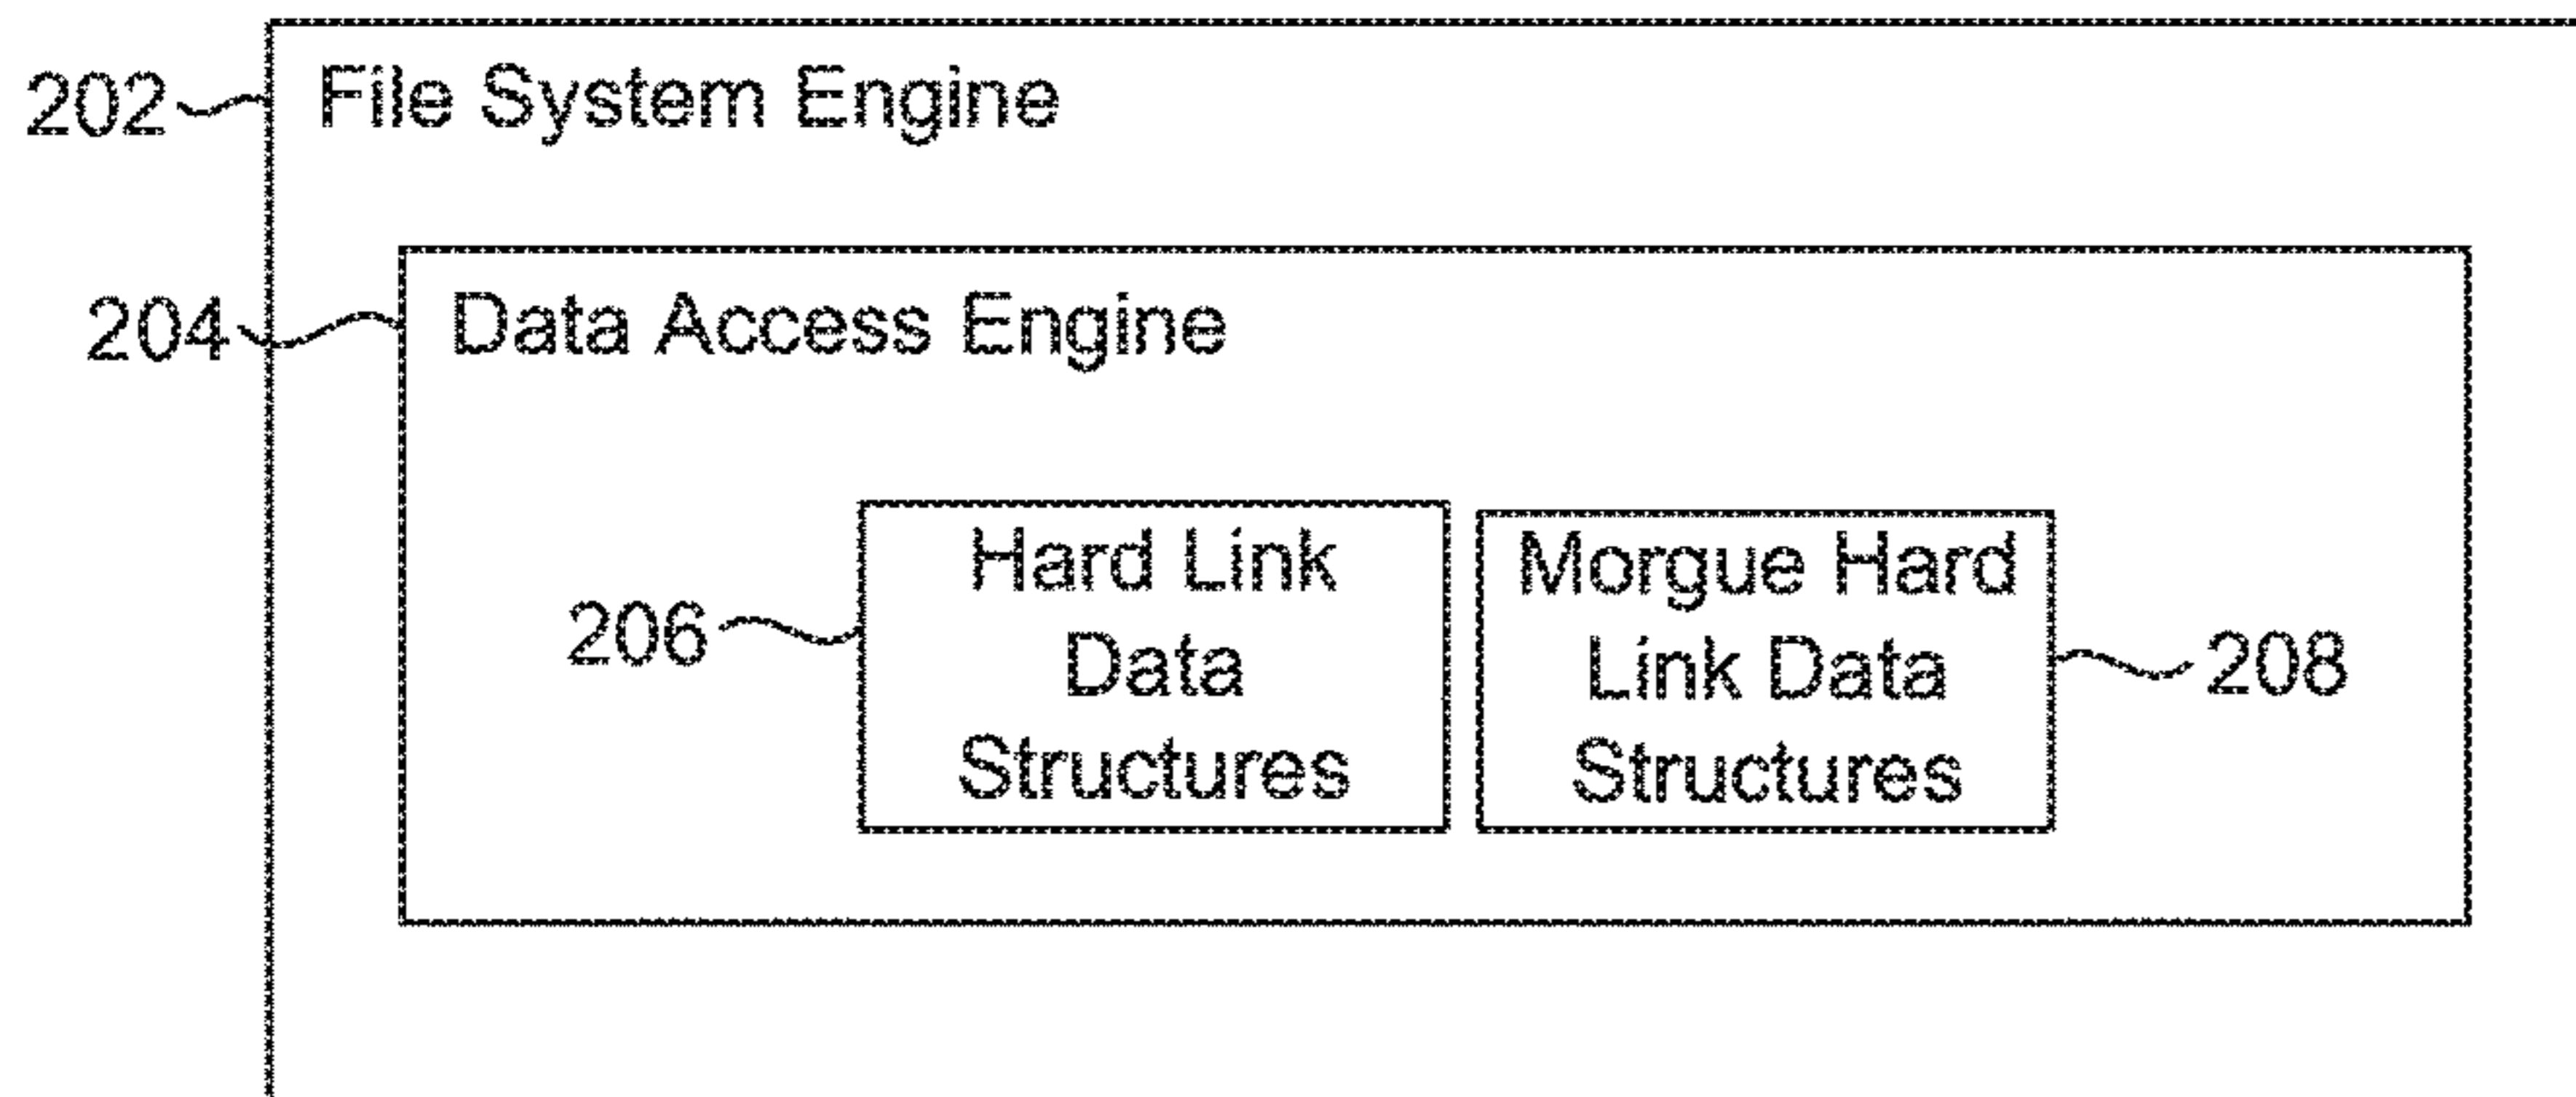 202
File System Engine
204
Data Access Engine
206
Hard Link
Data
Structures
Morgue Hard
Link Data
Structures
208